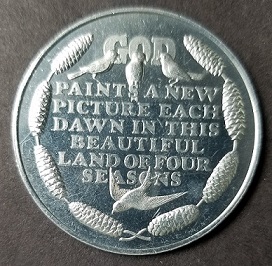 GOD
PAINTS A NEW
PICTURE EACH
DAWN IN THIS
BEAUTIFUL
LAND OF FOUR
SEASONS